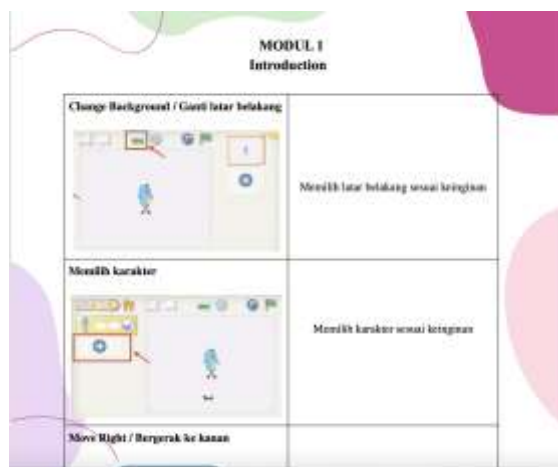 MODUL 1
Introduction
Change Background / Ganti latar belakang
Memilih latar belakang sesuai keinginan
Memilih karakter
Memilih karakter sesuai keinginan
Move Right / Bergerak ke kanan